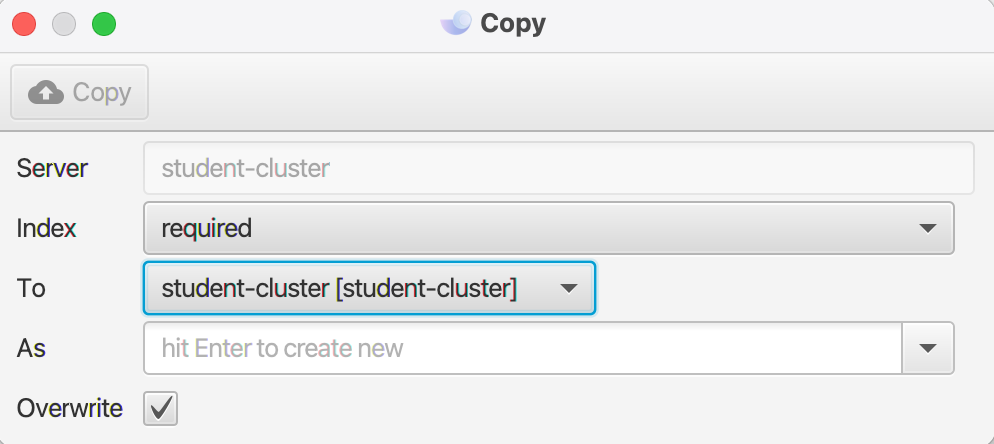 Copy
Copy
Server student-cluster
Index required
To student-cluster [student-cluster]
As hit Enter to create new
Overwrite